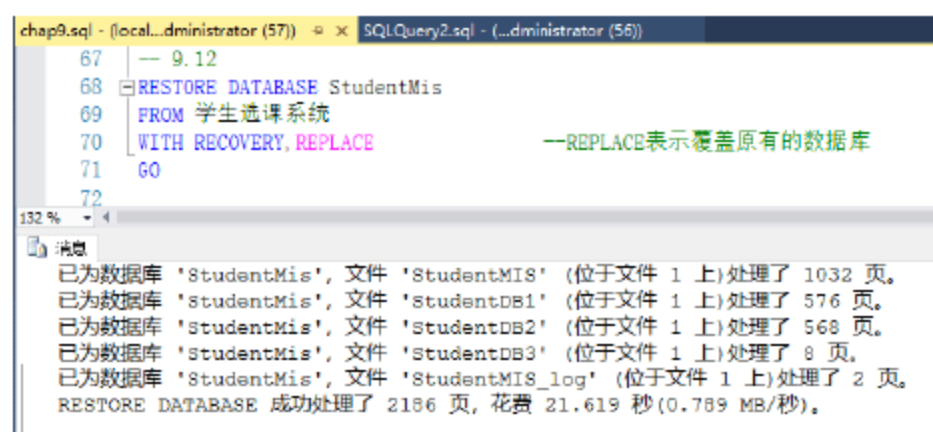 chap9.sql - (local...dministrator (57))
SQLQuery2.sql - (...dministrator (56))
67 -- 9.12
68 RESTORE DATABASE StudentMis
69 FROM 学生选课系统
70 WITH RECOVERY,REPLACE --REPLACE表示覆盖原有的数据库
71 GO
72
132 %
消息
已为数据库 'StudentMis', 文件 'StudentMIS' (位于文件 1 上)处理了 1032 页。
已为数据库 'StudentMis', 文件 'StudentDB1' (位于文件 1 上)处理了 576 页。
已为数据库 'StudentMis', 文件 'StudentDB2' (位于文件 1 上)处理了 568 页。
已为数据库 'StudentMis', 文件 'StudentDB3' (位于文件 1 上)处理了 8 页。
已为数据库 'StudentMis', 文件 'StudentMIS_log' (位于文件 1 上)处理了 2 页。
RESTORE DATABASE 成功处理了 2186 页, 花费 21.619 秒(0.789 MB/秒)。